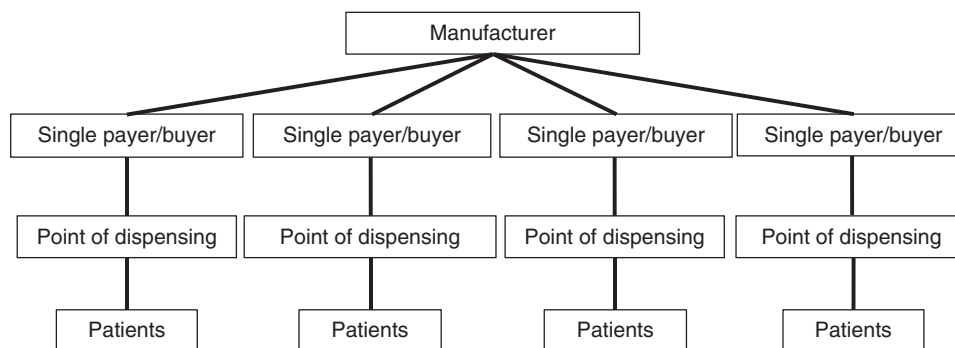 Manufacturer
Single payer/buyer
Single payer/buyer
Single payer/buyer
Single payer/buyer
Point of dispensing
Point of dispensing
Point of dispensing
Point of dispensing
Patients
Patients
Patients
Patients